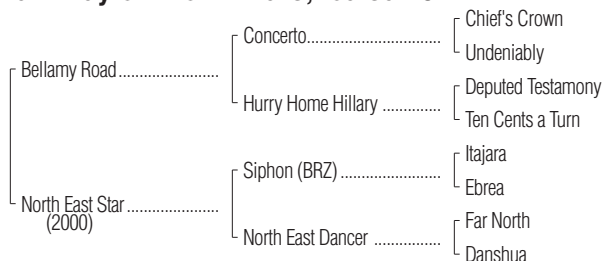 Chief's Crown
Concerto
Undeniably
Bellamy Road
Deputed Testamony
Hurry Home Hillary
Ten Cents a Turn
Itajara
Siphon (BRZ)
Ebrea
North East Star
(2000)
Far North
North East Dancer
Danshua